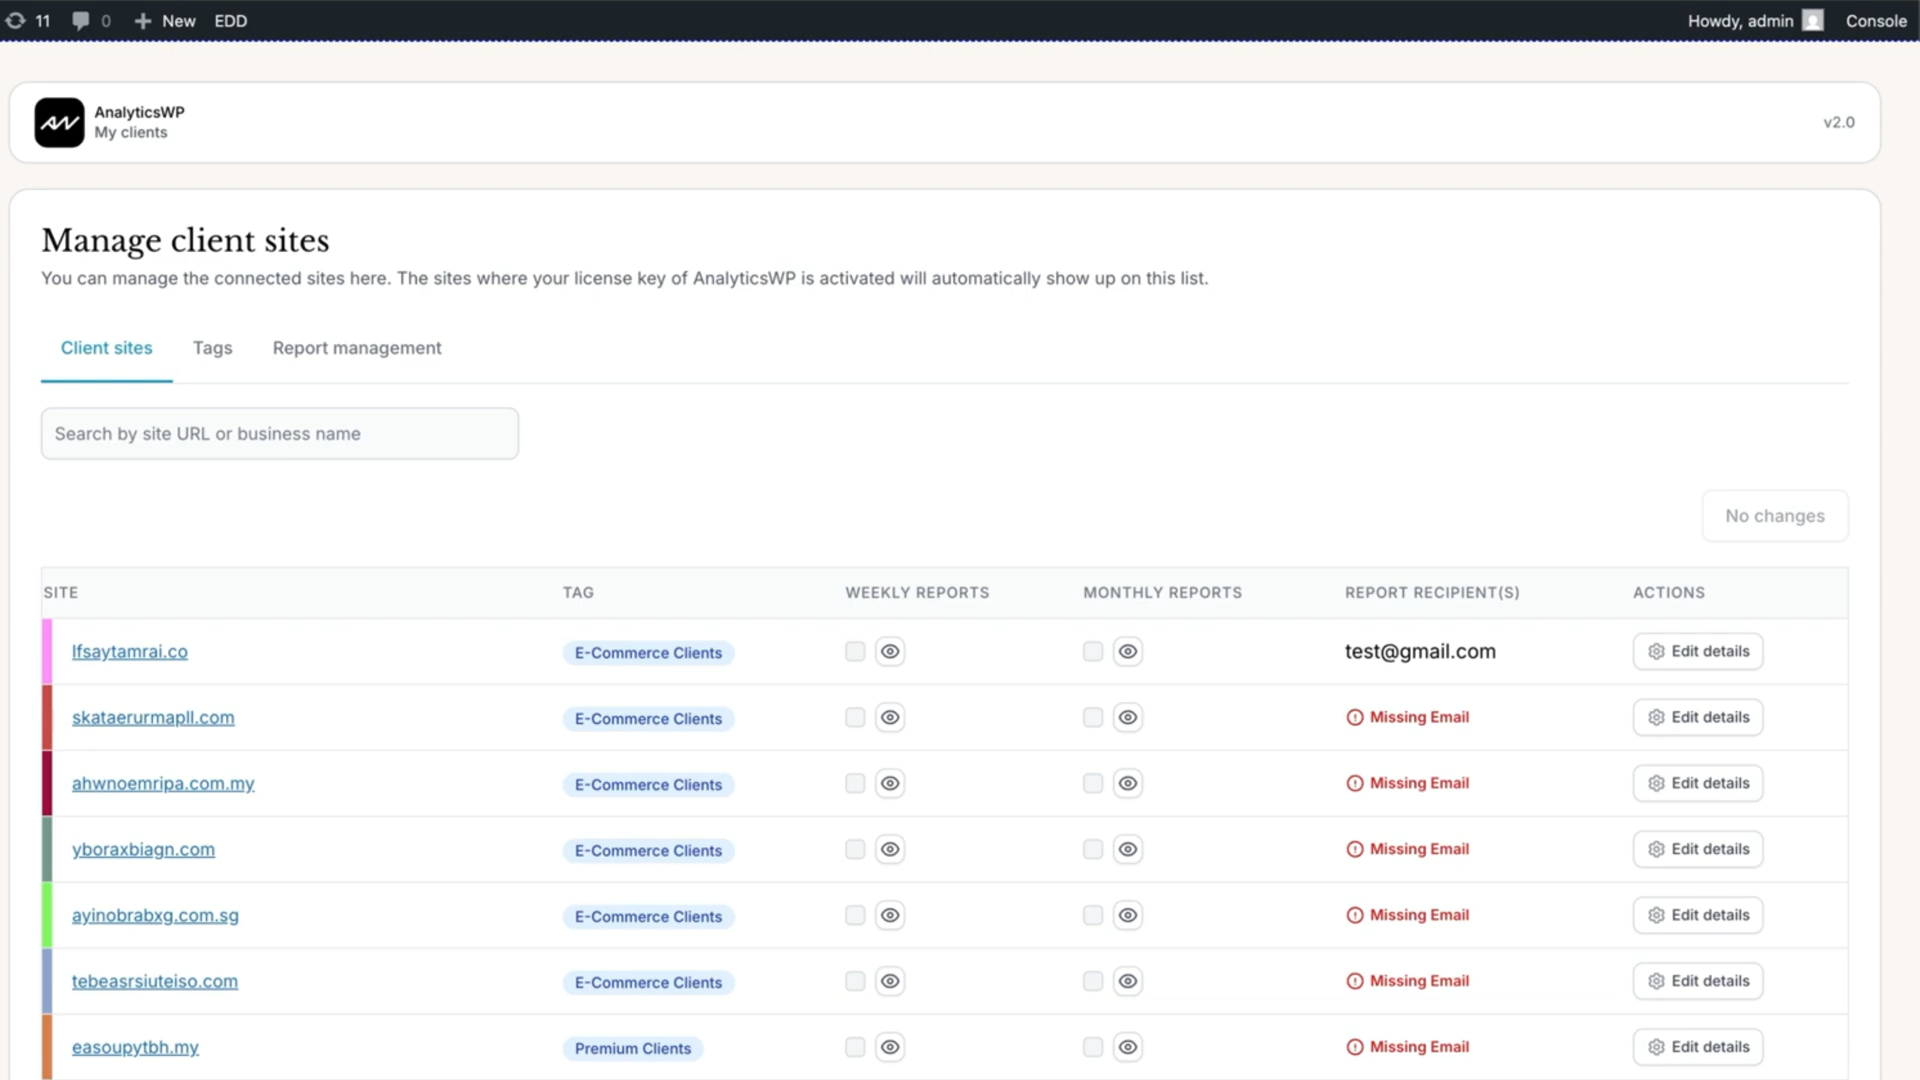 11 0 New EDD Howdy, admin Console
AnalyticsWP
My clients
v2.0
Manage client sites
You can manage the connected sites here. The sites where your license key of AnalyticsWP is activated will automatically show up on this list.
Client sites Tags Report management
Search by site URL or business name
No changes
SITE TAG WEEKLY REPORTS MONTHLY REPORTS REPORT RECIPIENT(S) ACTIONS
lfsaytamrai.co E-Commerce Clients test@gmail.com Edit details
skataerurmapll.com E-Commerce Clients Missing Email Edit details
ahwnoemripa.com.my E-Commerce Clients Missing Email Edit details
yboraxbiagn.com E-Commerce Clients Missing Email Edit details
ayinobrabxg.com.sg E-Commerce Clients Missing Email Edit details
tebeasrsiuteiso.com E-Commerce Clients Missing Email Edit details
easoupytbh.my Premium Clients Missing Email Edit details